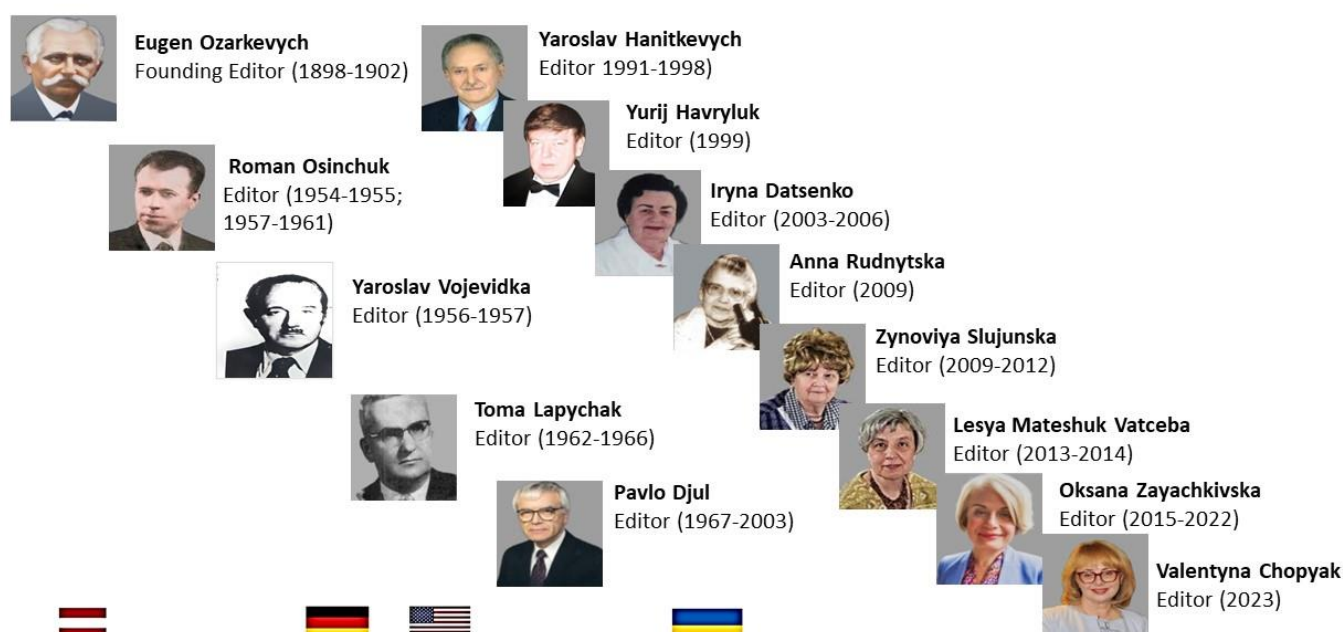 Eugen Ozarkevych
Founding Editor (1898-1902)
Roman Osinchuk
Editor (1954-1955;
1957-1961)
Yaroslav Vojevidka
Editor (1956-1957)
Toma Lapychak
Editor (1962-1966)
Pavlo Djul
Editor (1967-2003)
Yaroslav Hanitkevych
Editor 1991-1998)
Yurij Havryluk
Editor (1999)
Iryna Datsenko
Editor (2003-2006)
Anna Rudnytska
Editor (2009)
Zynoviya Slujunska
Editor (2009-2012)
Lesya Mateshuk Vatceba
Editor (2013-2014)
Oksana Zayachkivska
Editor (2015-2022)
Valentyna Chopyak
Editor (2023)